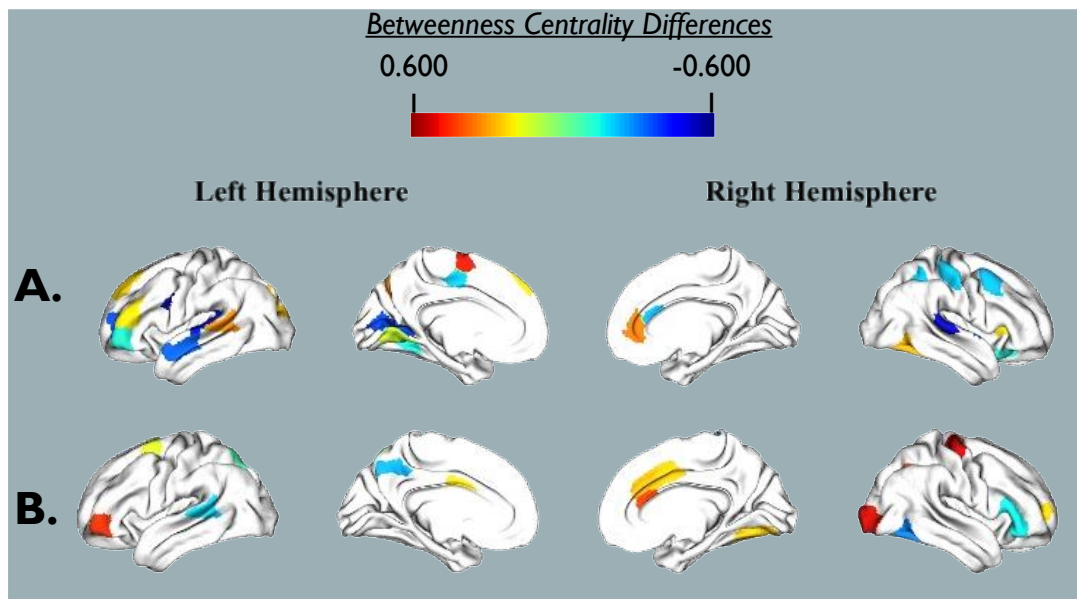 Betweenness Centrality Differences
0.600 -0.600
Left Hemisphere Right Hemisphere
A.
B.